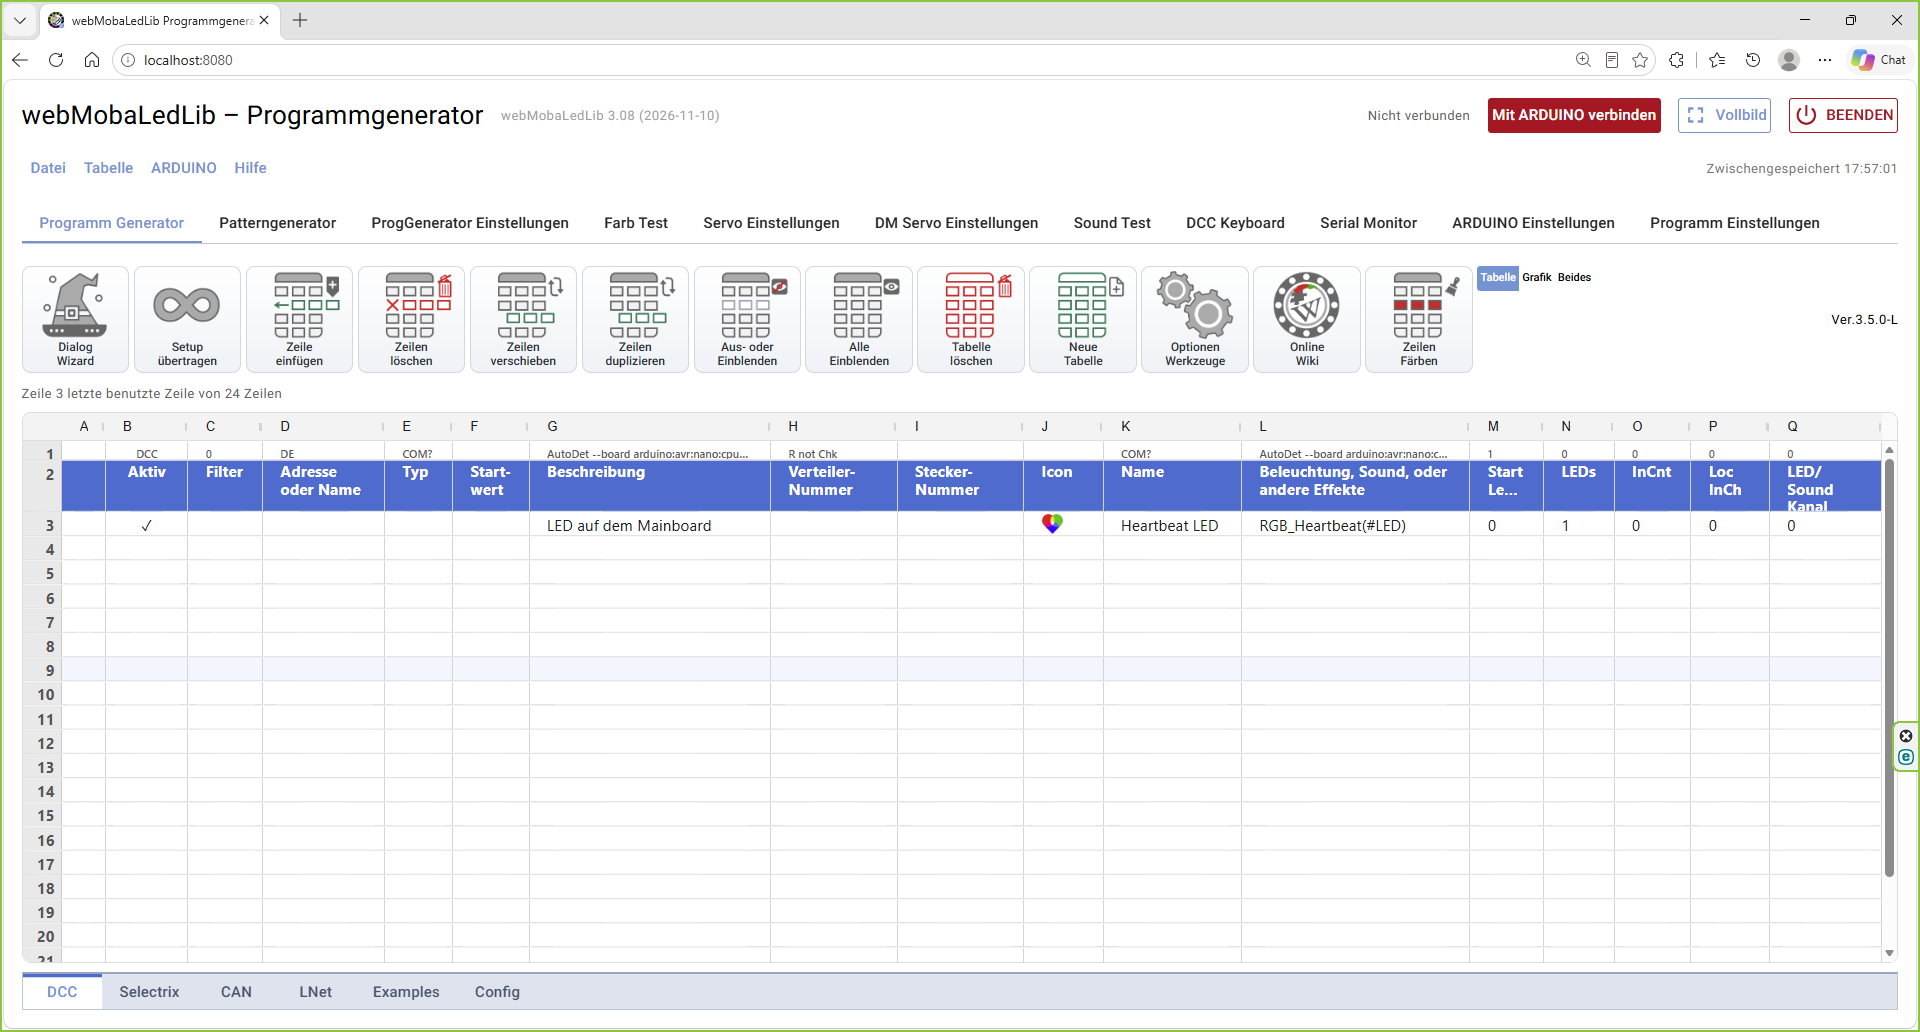 webMobaLedLib Programmgenera
localhost:8080
Chat
webMobaLedLib – Programmgenerator
webMobaLedLib 3.08 (2026-11-10)
Nicht verbunden
Mit ARDUINO verbinden
Vollbild
BEENDEN
Datei Tabelle ARDUINO Hilfe
Zwischengespeichert 17:57:01
Programm Generator Patterngenerator ProgGenerator Einstellungen Farb Test Servo Einstellungen DM Servo Einstellungen Sound Test DCC Keyboard Serial Monitor ARDUINO Einstellungen Programm Einstellungen
Dialog Wizard
Setup übertragen
Zeile einfügen
Zeilen löschen
Zeilen verschieben
Zeilen duplizieren
Aus- oder Einblenden
Alle Einblenden
Tabelle löschen
Neue Tabelle
Optionen Werkzeuge
Online Wiki
Zeilen Färben
Tabelle Grafik Beides
Ver.3.5.0-L
Zeile 3 letzte benutzte Zeile von 24 Zeilen
A B C D E F G H I J K L M N O P Q
1 DCC 0 DE COM? AutoDet --board arduino:avr:nano:cpu... R not Chk COM? AutoDet --board arduino:avr:nano:c... 1 0 0 0 0
2 Aktiv Filter Adresse oder Name Typ Start-wert Beschreibung Verteiler-Nummer Stecker-Nummer Icon Name Beleuchtung, Sound, oder andere Effekte Start Le... LEDs InCnt Loc InCh LED/ Sound Kanal
3 ✓ LED auf dem Mainboard Heartbeat LED RGB_Heartbeat(#LED) 0 1 0 0 0
4
5
6
7
8
9
10
11
12
13
14
15
16
17
18
19
20
21
DCC Selectrix CAN LNet Examples Config